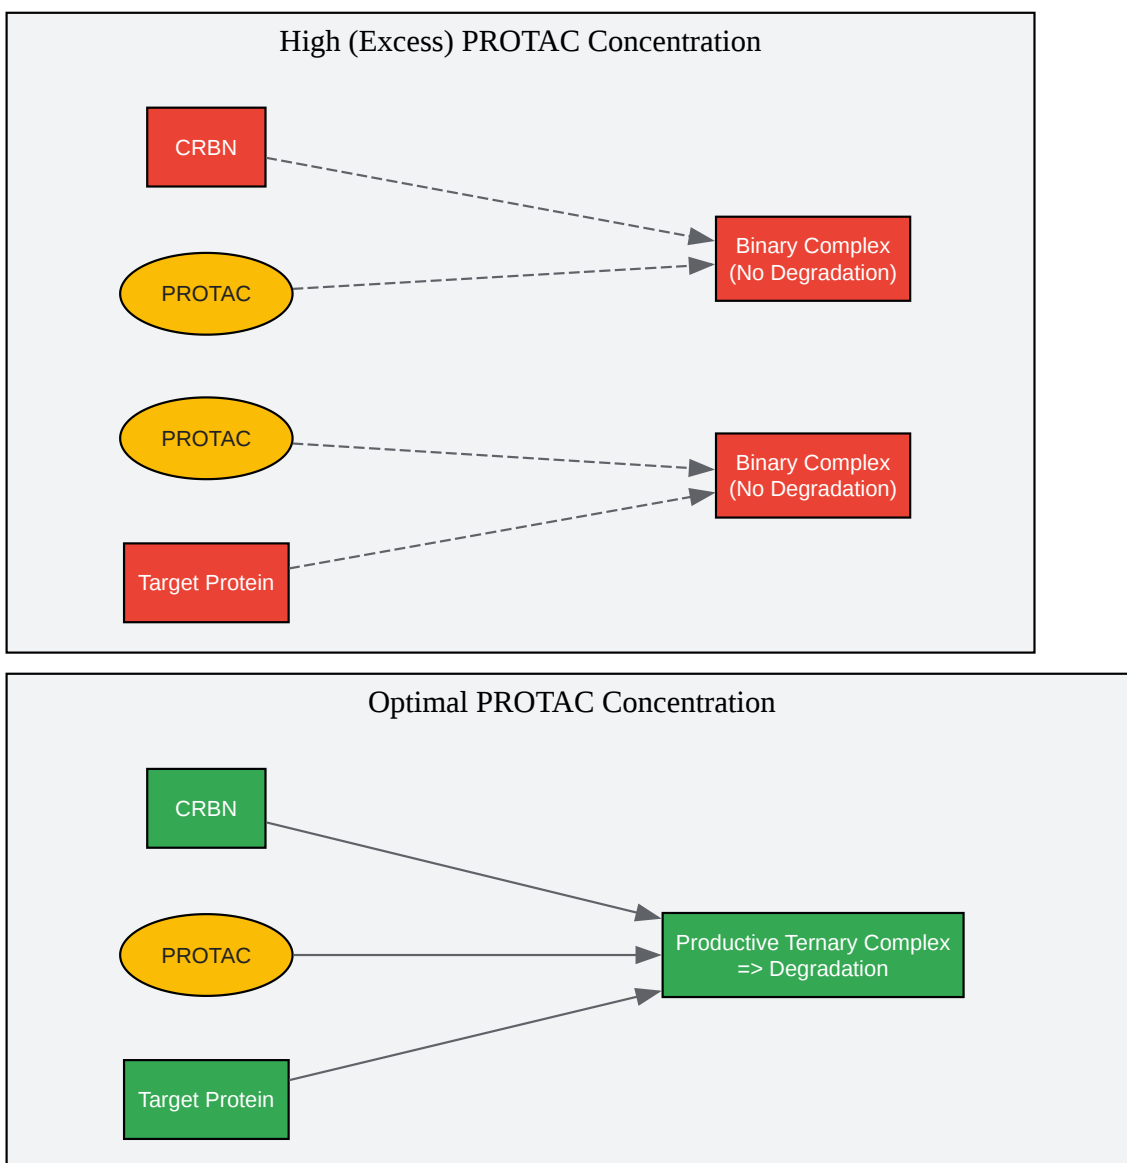 High (Excess) PROTAC Concentration
CRBN
PROTAC
Binary Complex
(No Degradation)
PROTAC
Binary Complex
(No Degradation)
Target Protein
Optimal PROTAC Concentration
CRBN
PROTAC
Productive Ternary Complex
=> Degradation
Target Protein